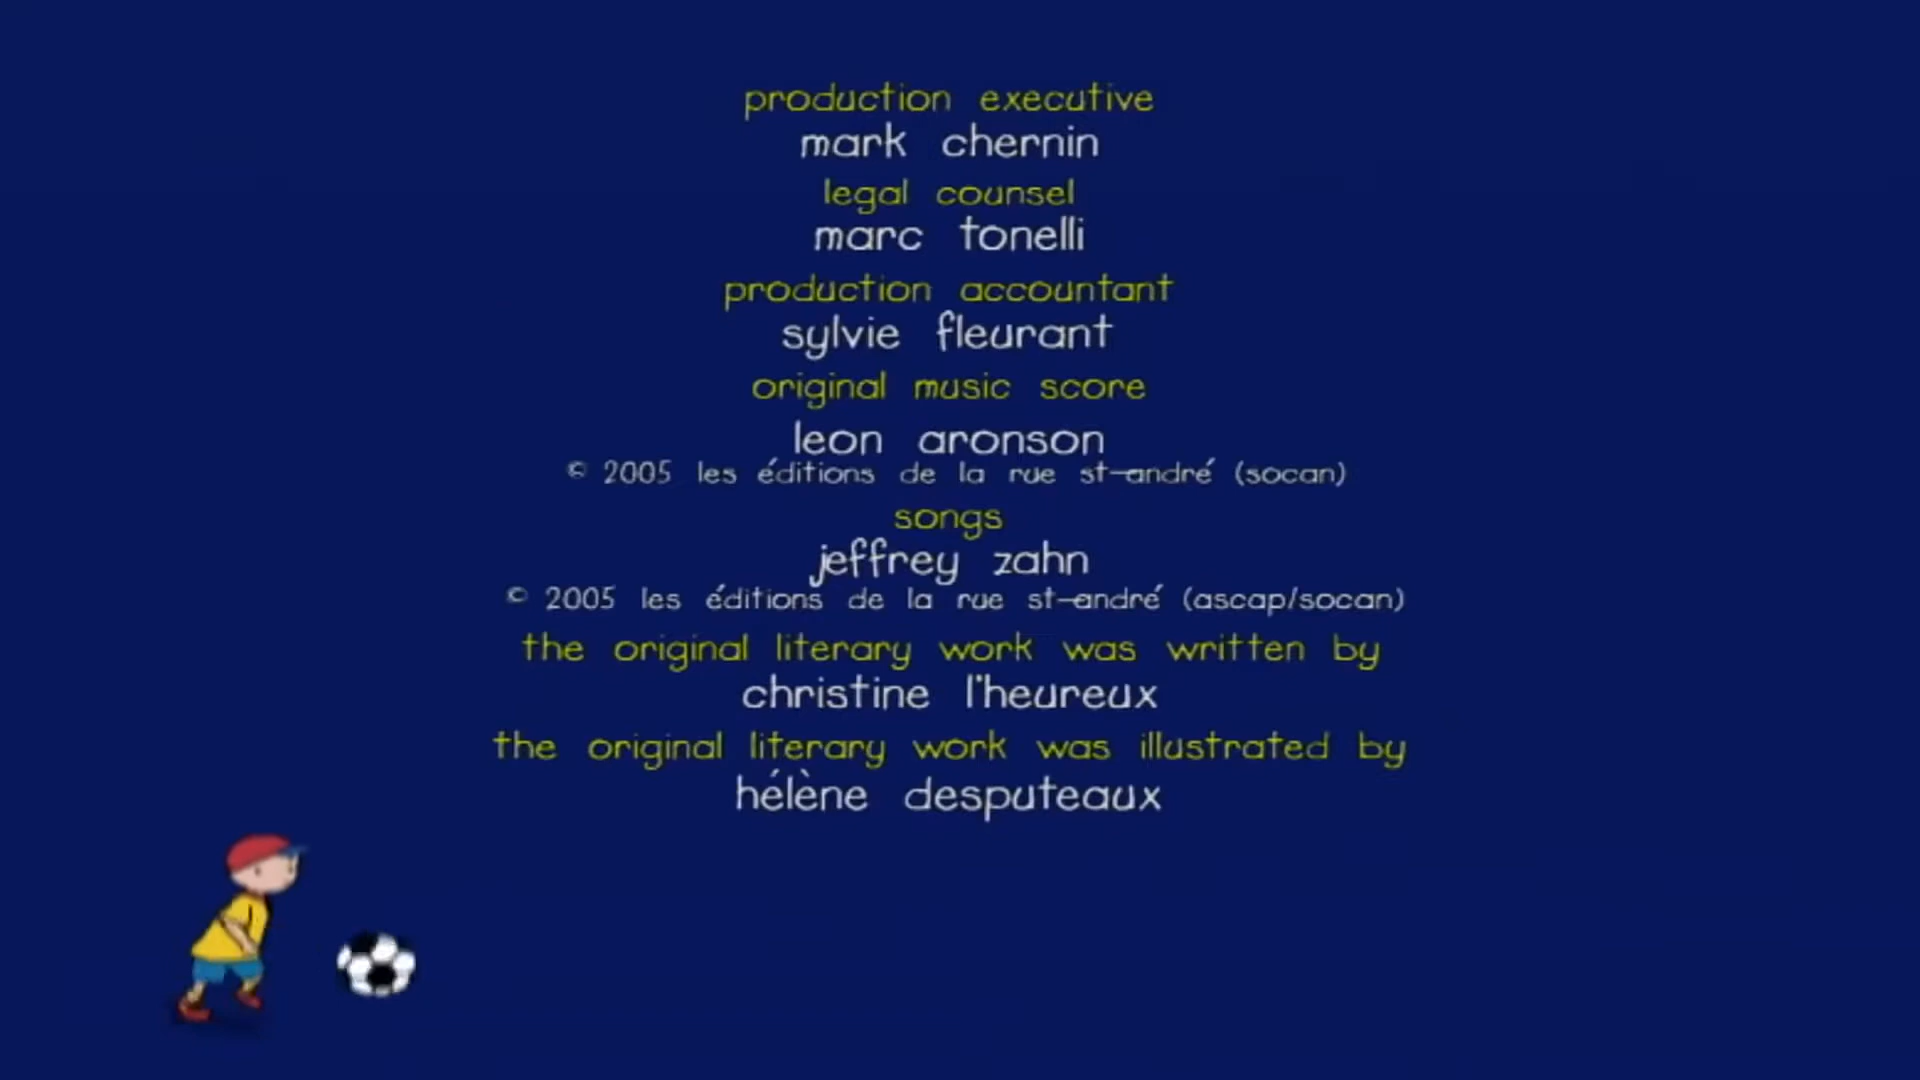 production executive
mark chernin
legal counsel
marc tonelli
production accountant
sylvie fleurant
original music score
leon aronson
© 2005 les éditions de la rue st-andré (socan)
songs
jeffrey zahn
© 2005 les éditions de la rue st-andré (ascap/socan)
the original literary work was written by
christine l'heureux
the original literary work was illustrated by
hélène desputeaux